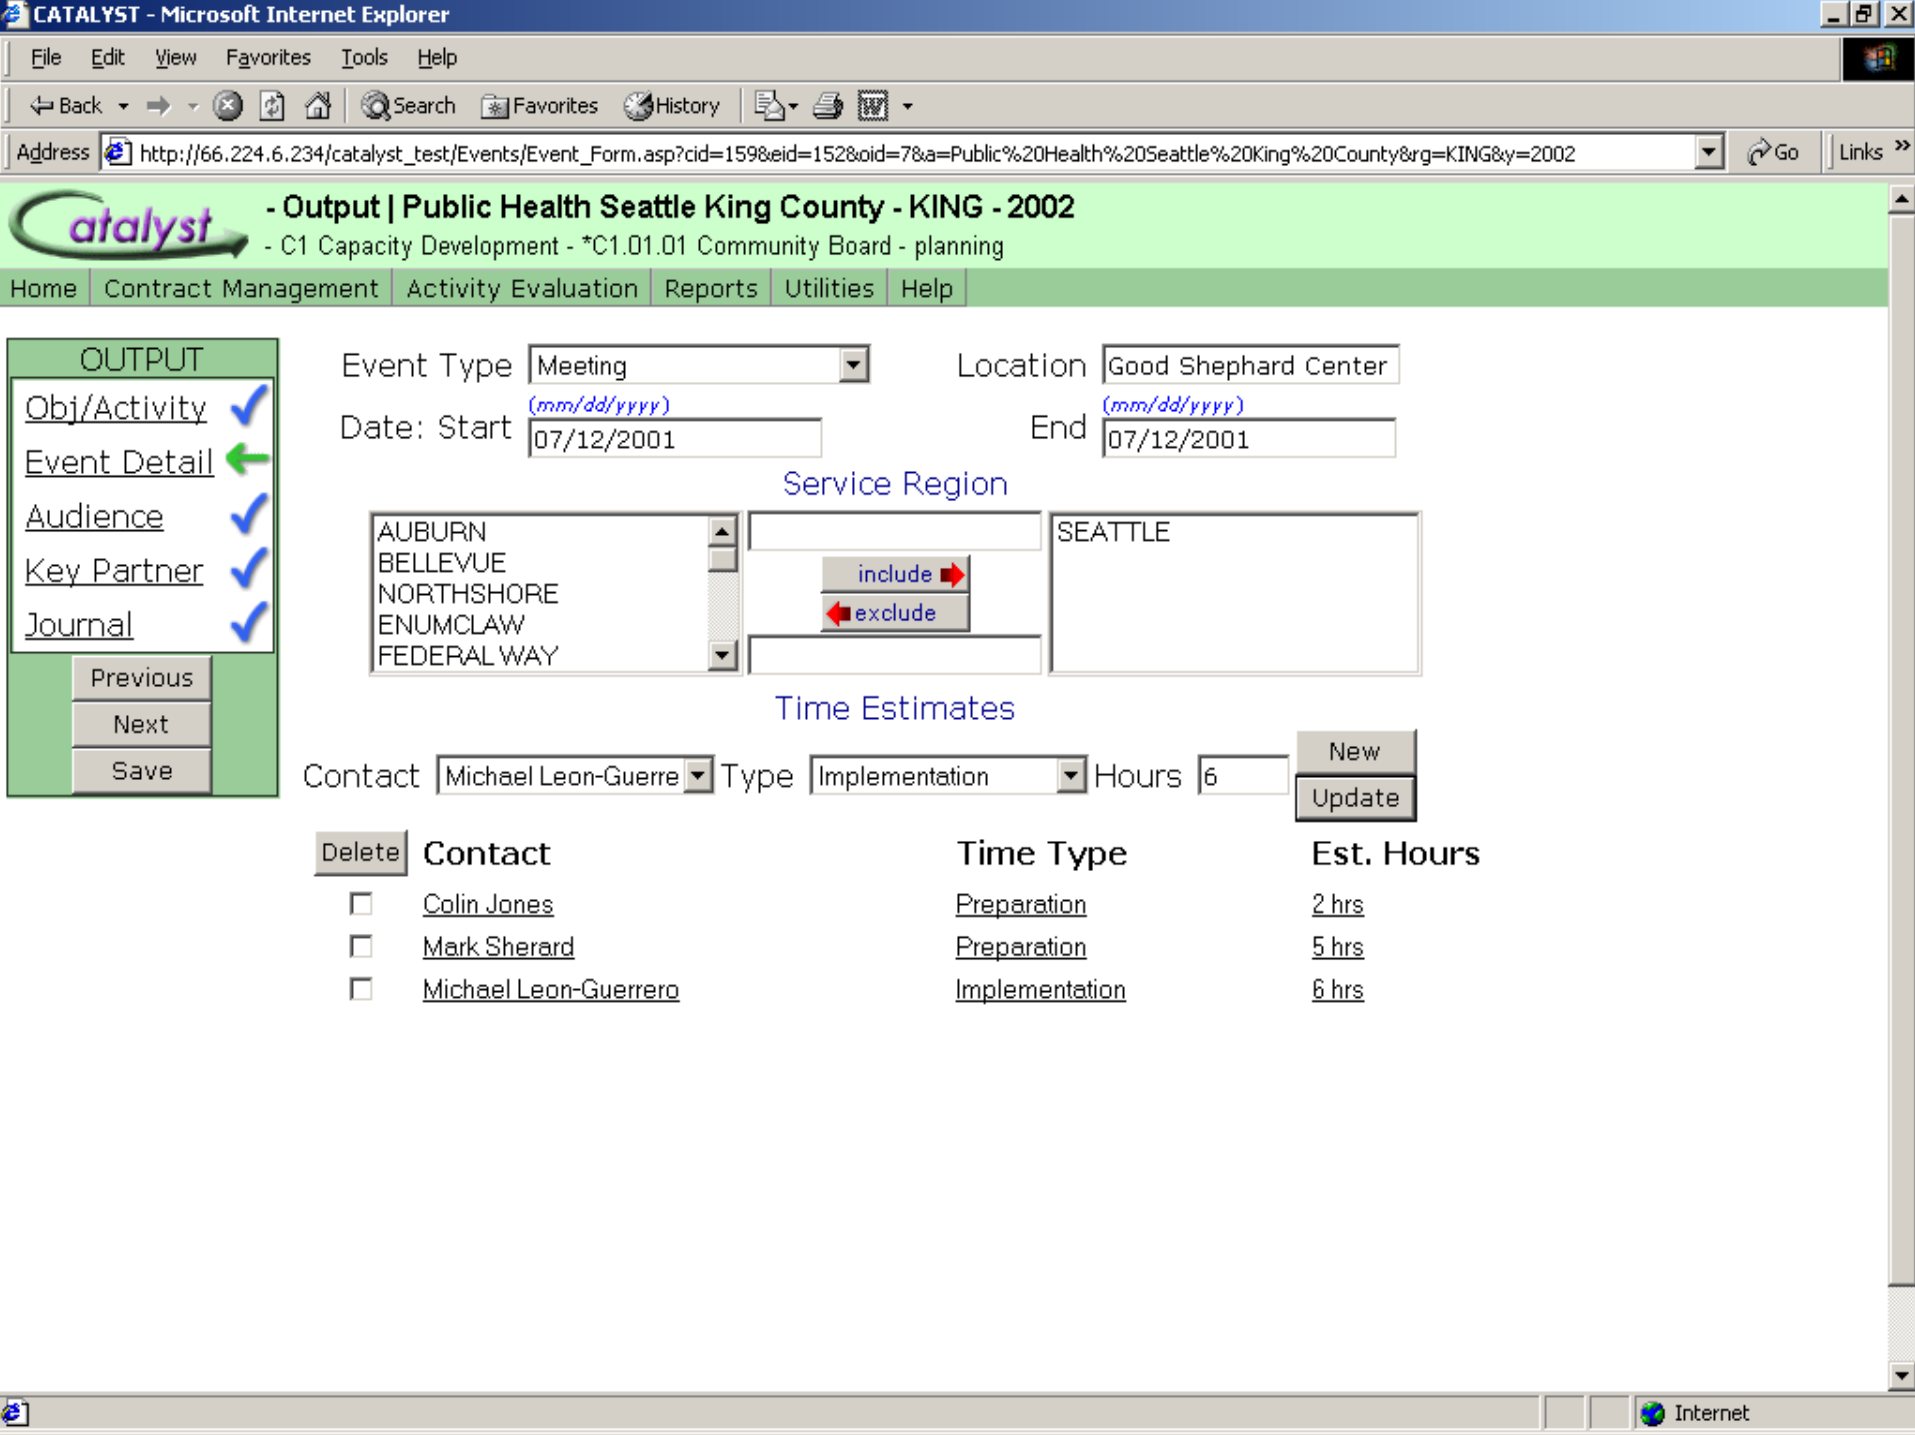 CATALYST - Microsoft Internet Explorer
File Edit View Favorites Tools Help
Back Search Favorites History
Address http://66.224.6.234/catalyst_test/Events/Event_Form.asp?cid=159&eid=152&oid=7&a=Public%20Health%20Seattle%20King%20County&rg=KING&y=2002 Go Links »
Catalyst - Output | Public Health Seattle King County - KING - 2002
- C1 Capacity Development - *C1.01.01 Community Board - planning
Home Contract Management Activity Evaluation Reports Utilities Help
OUTPUT
Obj/Activity
Event Detail
Audience
Key Partner
Journal
Previous
Next
Save
Event Type Meeting Location Good Shephard Center
(mm/dd/yyyy) (mm/dd/yyyy)
Date: Start 07/12/2001 End 07/12/2001
Service Region
AUBURN
BELLEVUE
NORTHSHORE
ENUMCLAW
FEDERAL WAY
include
exclude
SEATTLE
Time Estimates
Contact Michael Leon-Guerre Type Implementation Hours 6
New
Update
Delete Contact Time Type Est. Hours
Colin Jones Preparation 2 hrs
Mark Sherard Preparation 5 hrs
Michael Leon-Guerrero Implementation 6 hrs
Internet